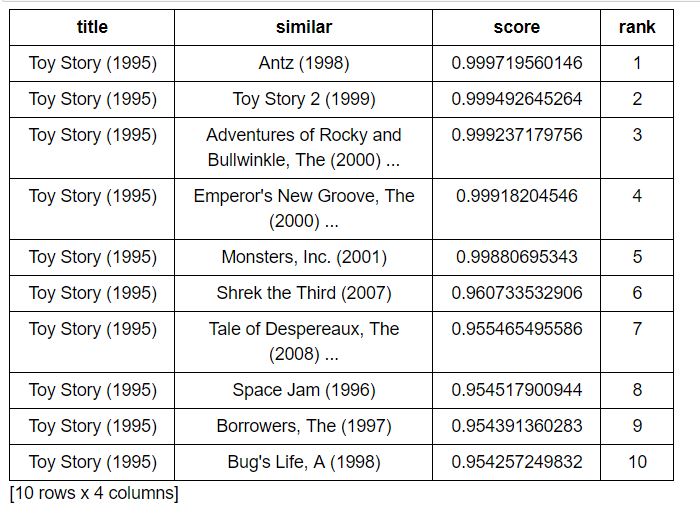 title similar score rank
Toy Story (1995) Antz (1998) 0.999719560146 1
Toy Story (1995) Toy Story 2 (1999) 0.999492645264 2
Toy Story (1995) Adventures of Rocky and 0.999237179756 3
Bullwinkle, The (2000) ...
Toy Story (1995) Emperor's New Groove, The 0.99918204546 4
(2000) ...
Toy Story (1995) Monsters, Inc. (2001) 0.99880695343 5
Toy Story (1995) Shrek the Third (2007) 0.960733532906 6
Toy Story (1995) Tale of Despereaux, The 0.955465495586 7
(2008) ...
Toy Story (1995) Space Jam (1996) 0.954517900944 8
Toy Story (1995) Borrowers, The (1997) 0.954391360283 9
Toy Story (1995) Bug's Life, A (1998) 0.954257249832 10
[10 rows x 4 columns]